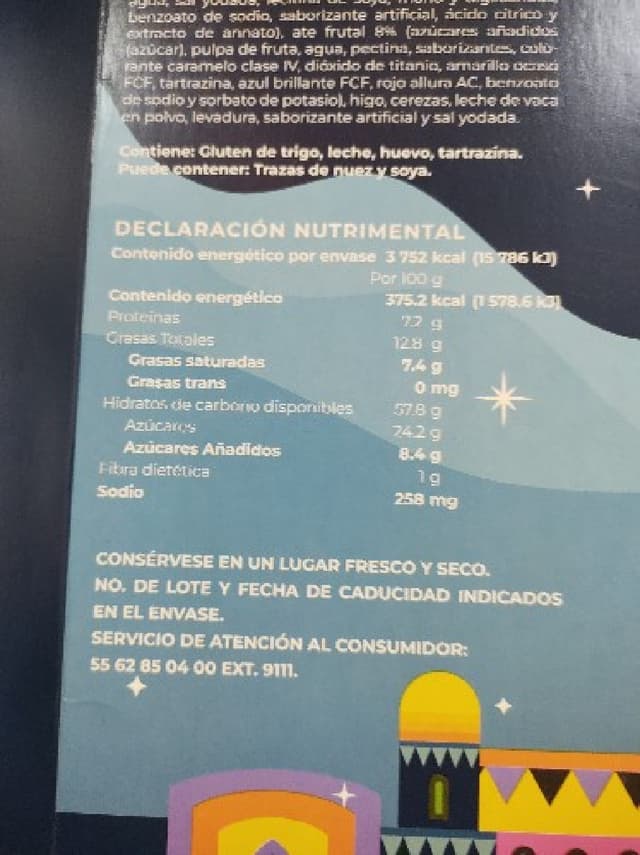 benzoato de sodio, saborizante artificial, ácido cítrico y
extracto de annato), ate frutal 8% (azúcares añadidos
(azúcar), pulpa de fruta, agua, pectina, saborizantes, colo-
rante caramelo clase IV, dióxido de titanio, amarillo ocaso
FCF, tartrazina, azul brillante FCF, rojo allura AC, benzoato
de sodio y sorbato de potasio), higo, cerezas, leche de vaca
en polvo, levadura, saborizante artificial y sal yodada.
Contiene: Gluten de trigo, leche, huevo, tartrazina.
Puede contener: Trazas de nuez y soya.
DECLARACIÓN NUTRIMENTAL
Contenido energético por envase 3 752 kcal (15 786 kJ)
Por 100 g
Contenido energético 375.2 kcal (1 578.6 kJ)
Proteínas 7.2 g
Grasas Totales 12.8 g
Grasas saturadas 7.4 g
Grasas trans 0 mg
Hidratos de carbono disponibles 57.8 g
Azúcares 24.2 g
Azúcares Añadidos 8.4 g
Fibra dietética 1 g
Sodio 258 mg
CONSÉRVESE EN UN LUGAR FRESCO Y SECO.
NO. DE LOTE Y FECHA DE CADUCIDAD INDICADOS
EN EL ENVASE.
SERVICIO DE ATENCIÓN AL CONSUMIDOR:
55 62 85 04 00 EXT. 9111.